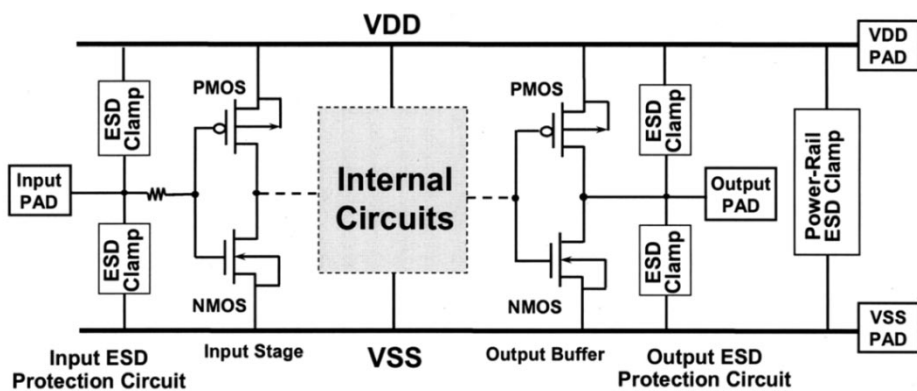 VDD
VDD
PAD
PMOS
PMOS
ESD
Clamp
ESD
Clamp
Input
PAD
Internal
Circuits
Output
PAD
Power-Rail
ESD Clamp
ESD
Clamp
ESD
Clamp
NMOS
NMOS
VSS
PAD
Input ESD
Protection Circuit
Input Stage
VSS
Output Buffer
Output ESD
Protection Circuit